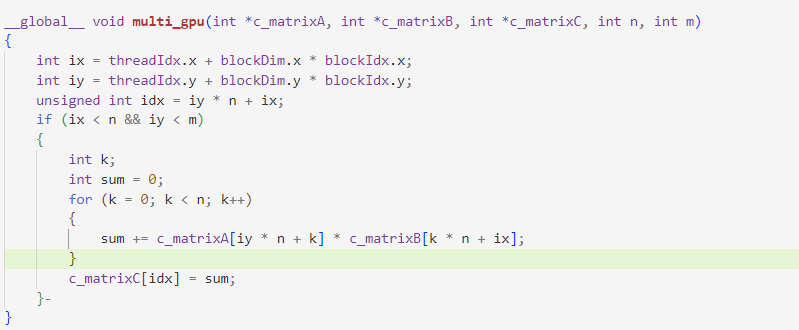 __global__ void multi_gpu(int *c_matrixA, int *c_matrixB, int *c_matrixC, int n, int m)
{
    int ix = threadIdx.x + blockDim.x * blockIdx.x;
    int iy = threadIdx.y + blockDim.y * blockIdx.y;
    unsigned int idx = iy * n + ix;
    if (ix < n && iy < m)
    {
        int k;
        int sum = 0;
        for (k = 0; k < n; k++)
        {
            sum += c_matrixA[iy * n + k] * c_matrixB[k * n + ix];
        }
        c_matrixC[idx] = sum;
    }-
}